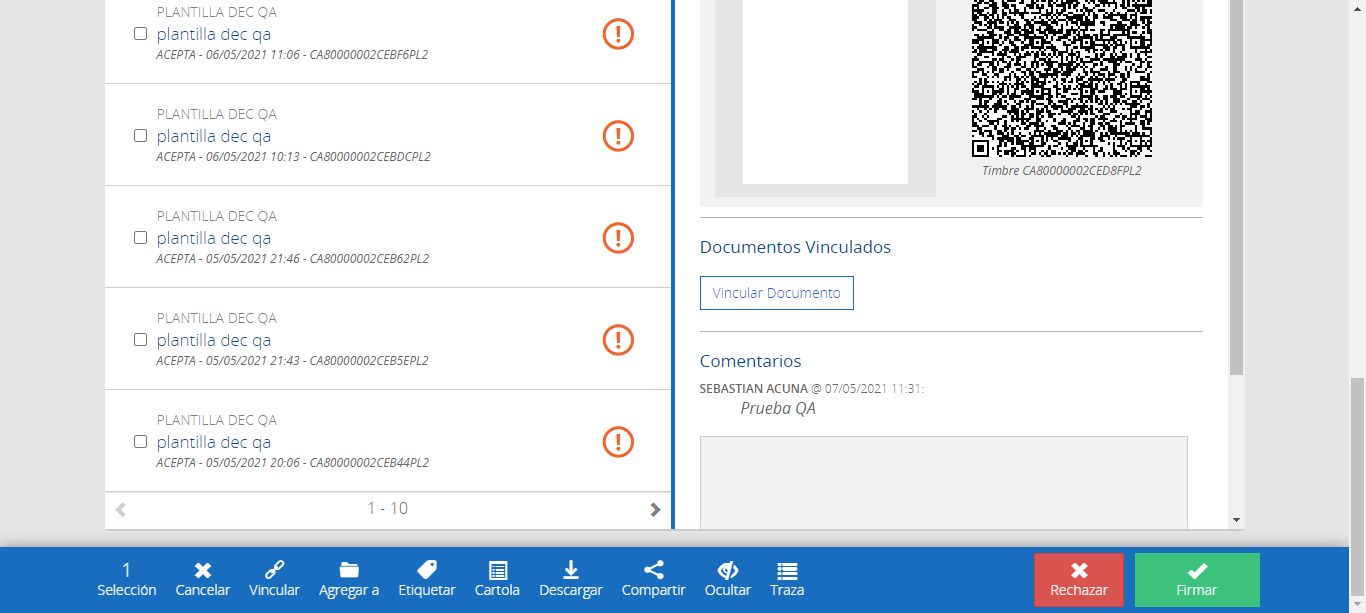 PLANTILLA DEC QA
plantilla dec qa
ACEPTA - 06/05/2021 11:06 - CA80000002CEBF6PL2
PLANTILLA DEC QA
plantilla dec qa
ACEPTA - 06/05/2021 10:13 - CA80000002CEBDCPL2
PLANTILLA DEC QA
plantilla dec qa
ACEPTA - 05/05/2021 21:46 - CA80000002CEB62PL2
PLANTILLA DEC QA
plantilla dec qa
ACEPTA - 05/05/2021 21:43 - CA80000002CEB5EPL2
PLANTILLA DEC QA
plantilla dec qa
ACEPTA - 05/05/2021 20:06 - CA80000002CEB44PL2
1 - 10
Timbre CA80000002CED8FPL2
Documentos Vinculados
Vincular Documento
Comentarios
SEBASTIAN ACUNA @ 07/05/2021 11:31:
Prueba QA
1
Selección
Cancelar
Vincular
Agregar a
Etiquetar
Cartola
Descargar
Compartir
Ocultar
Traza
Rechazar
Firmar